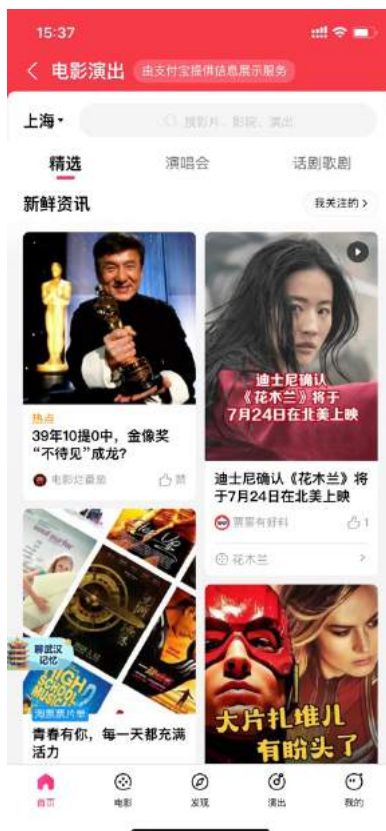 15:37
电影演出
由支付宝提供信息展示服务
上海
搜影片、影院、演出
精选
演唱会
话剧歌剧
新鲜资讯
我关注的 >
热点
39年10提0中，金像奖
“不待见”成龙？
电影烂番茄
赞
迪士尼确认
《花木兰》将于
7月24日在北美上映
迪士尼确认《花木兰》将
于7月24日在北美上映
票票有好料
1
花木兰
聊武汉
记忆
HIGH
SCHOOL
MUSICAL
淘票票片单
青春有你，每一天都充满
活力
大片扎堆儿
有盼头了
首页
电影
发现
演出
我的